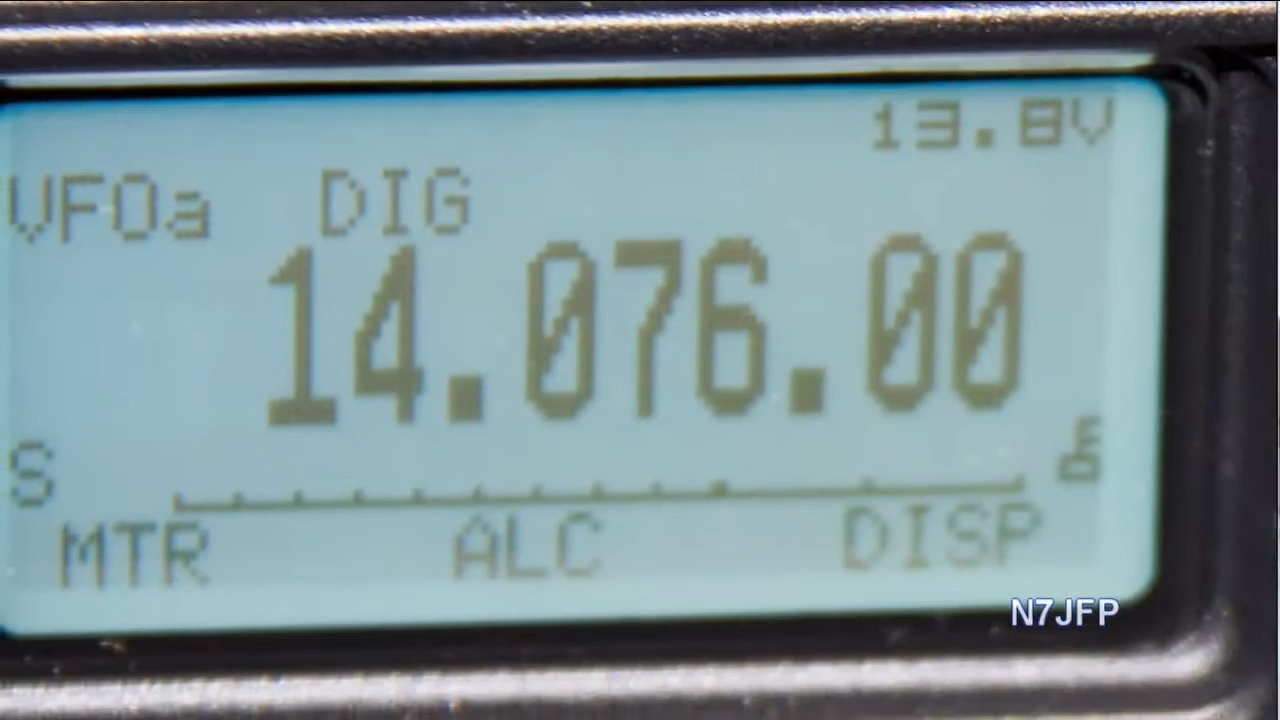 13.8V
VFOa DIG
14.076.00
S
MTR ALC DISP
N7JFP